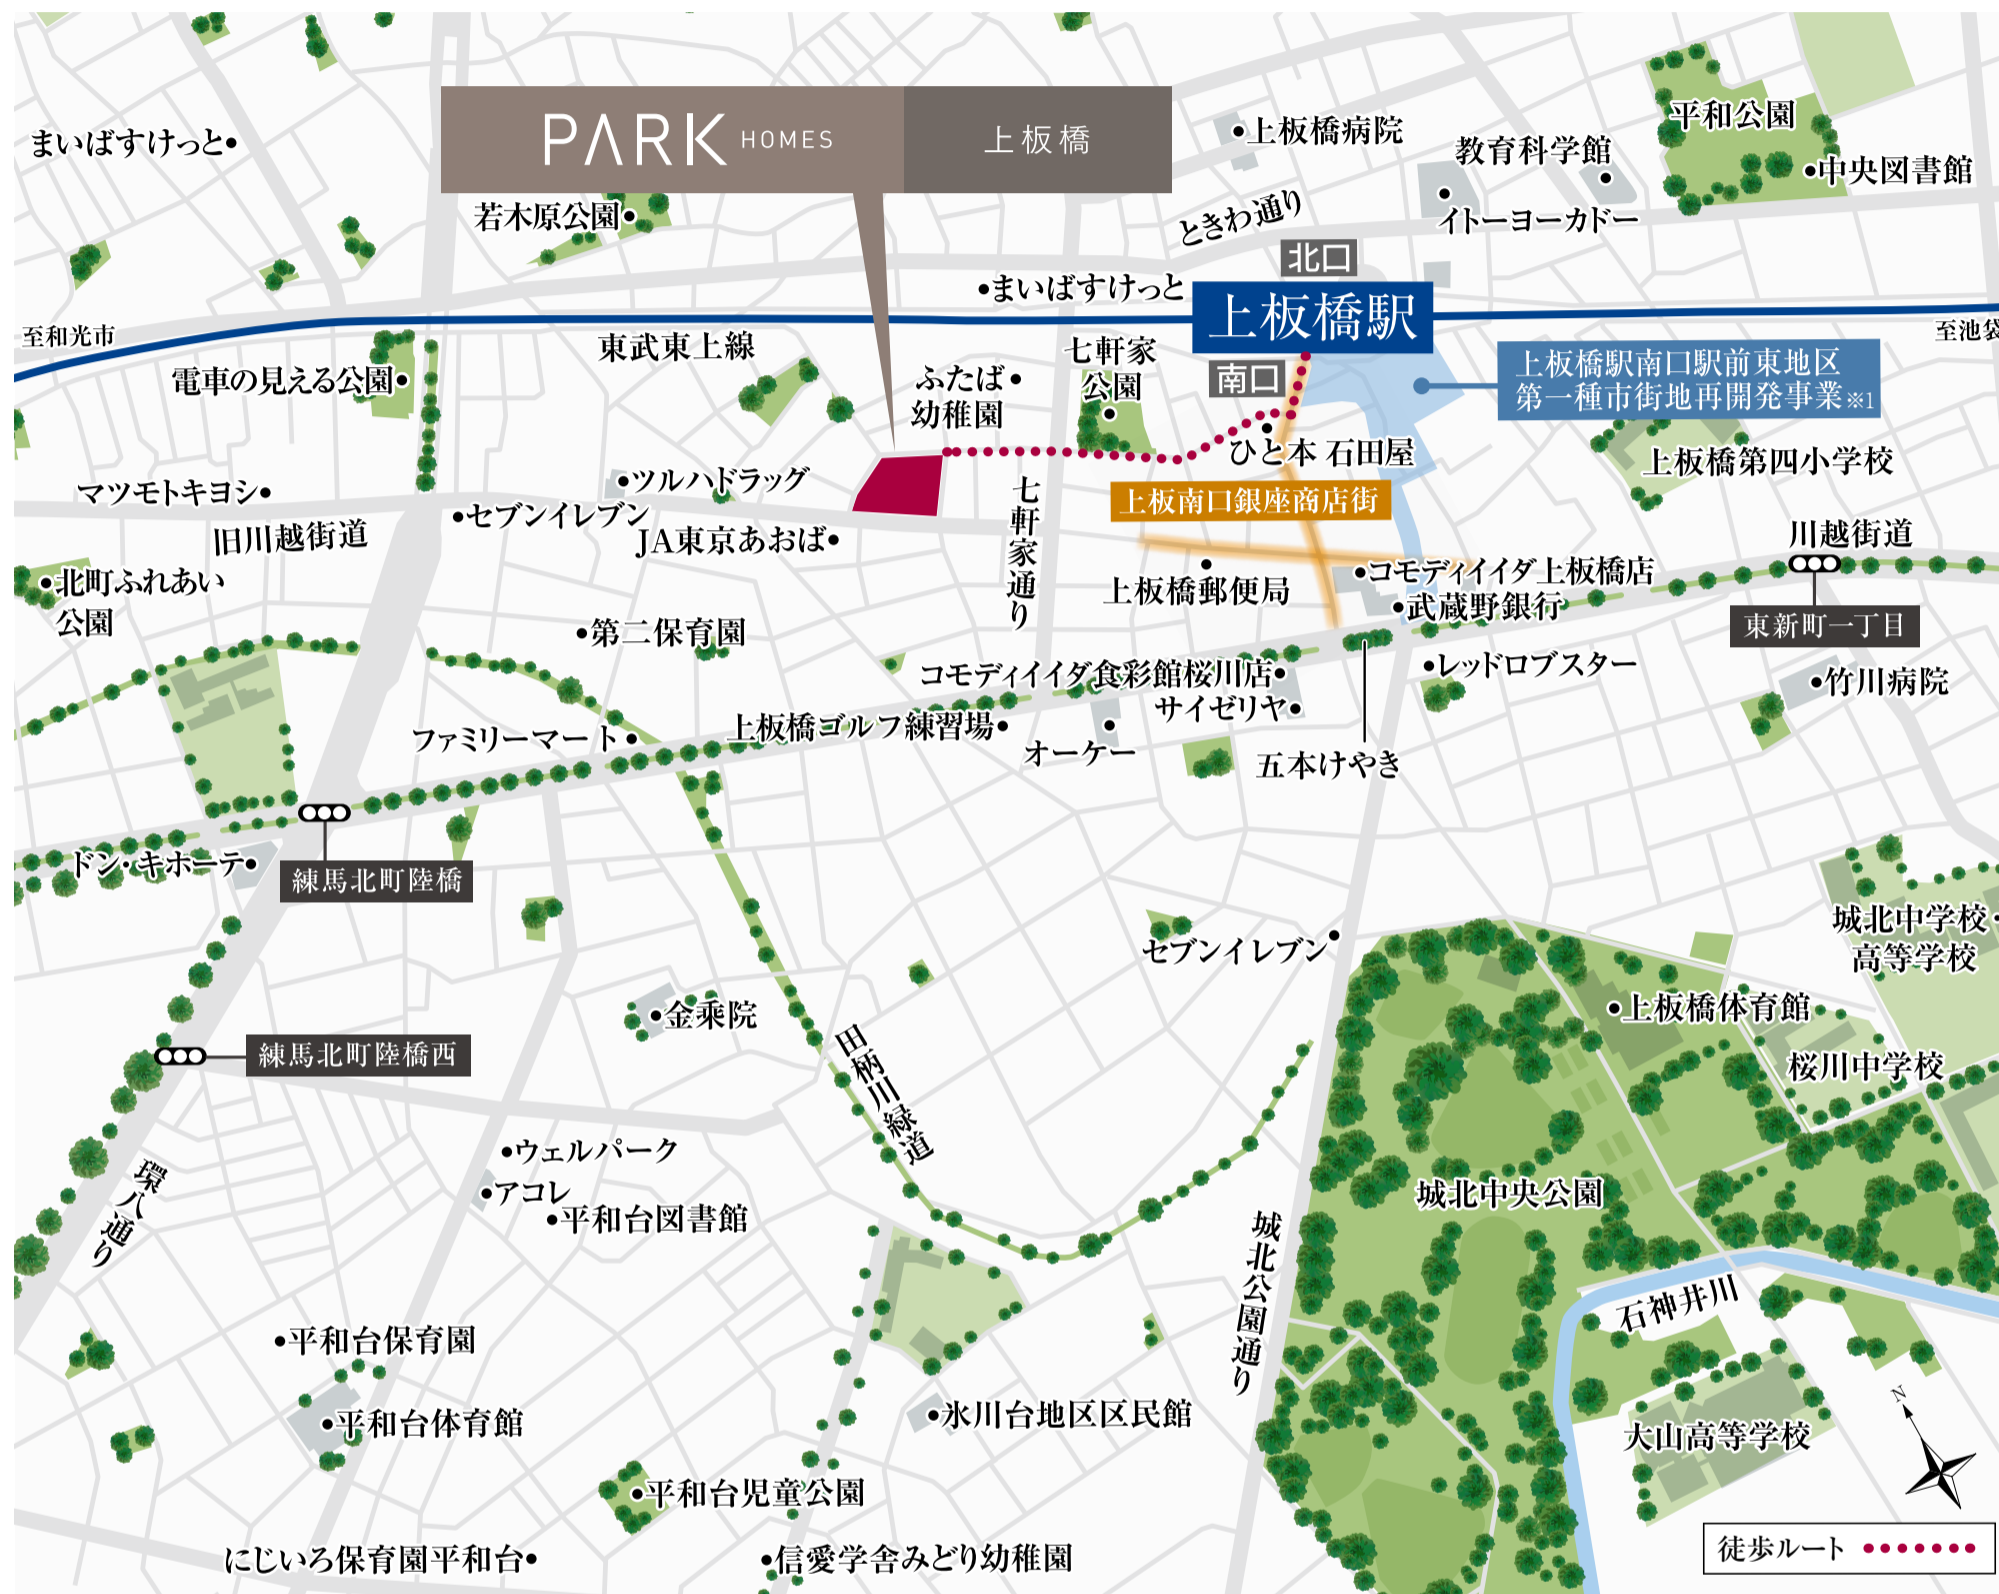 PARK HOMES 上板橋
まいばすけっと
若木原公園
上板橋病院
教育科学館
平和公園
中央図書館
イトーヨーカドー
ときわ通り
北口
まいばすけっと
上板橋駅
至和光市
東武東上線
至池袋
電車の見える公園
ふたば
幼稚園
七軒家
公園
南口
上板橋駅南口駅前東地区
第一種市街地再開発事業※1
ひと本 石田屋
上板橋第四小学校
マツモトキヨシ
ツルハドラッグ
セブンイレブン
旧川越街道
JA東京あおば
七軒家通り
上板南口銀座商店街
川越街道
北町ふれあい
公園
上板橋郵便局
コモディイイダ上板橋店
武蔵野銀行
東新町一丁目
第二保育園
コモディイイダ食彩館桜川店
サイゼリヤ
レッドロブスター
竹川病院
ファミリーマート
上板橋ゴルフ練習場
オーケー
五本けやき
ドン・キホーテ
練馬北町陸橋
セブンイレブン
城北中学校
高等学校
金乗院
上板橋体育館
練馬北町陸橋西
田柄川緑道
桜川中学校
環八通り
ウェルパーク
アコレ
平和台図書館
城北中央公園
城北公園通り
石神井川
平和台保育園
平和台体育館
氷川台地区区民館
大山高等学校
N
平和台児童公園
にじいろ保育園平和台
信愛学舎みどり幼稚園
徒歩ルート